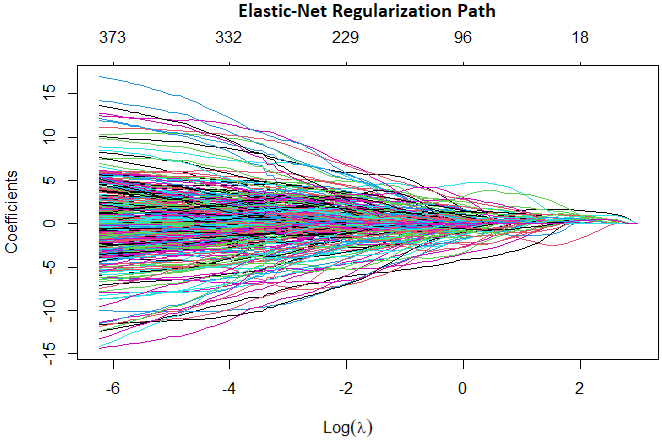 Elastic-Net Regularization Path
373 332 229 96 18
Coefficients
15
10
5
0
-5
-10
-15
-6 -4 -2 0 2
Log(λ)